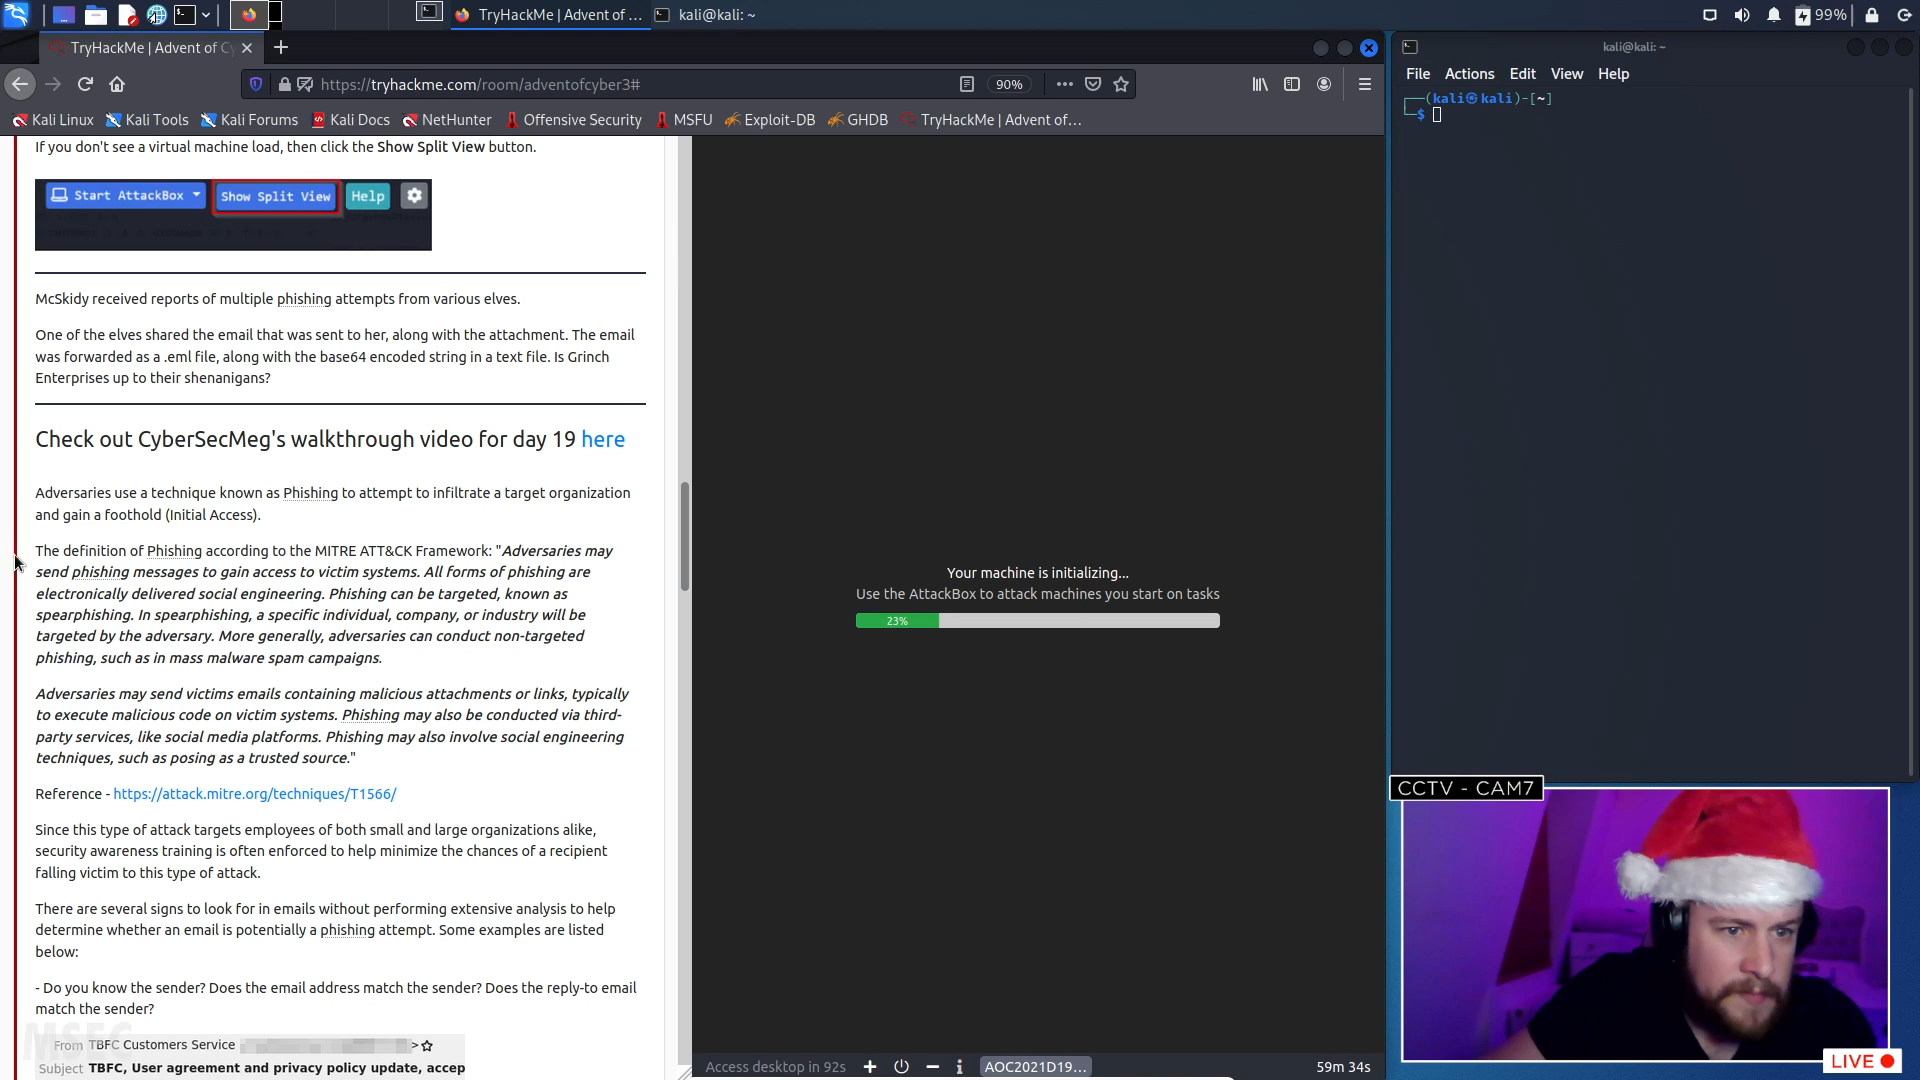 TryHackMe | Advent of ...
kali@kali: ~
99%
TryHackMe | Advent of Cy
https://tryhackme.com/room/adventofcyber3#
90%
Kali Linux
Kali Tools
Kali Forums
Kali Docs
NetHunter
Offensive Security
MSFU
Exploit-DB
GHDB
TryHackMe | Advent of...
If you don't see a virtual machine load, then click the Show Split View button.
Start AttackBox
Show Split View
Help
McSkidy received reports of multiple phishing attempts from various elves.
One of the elves shared the email that was sent to her, along with the attachment. The email
was forwarded as a .eml file, along with the base64 encoded string in a text file. Is Grinch
Enterprises up to their shenanigans?
Check out CyberSecMeg's walkthrough video for day 19 here
Adversaries use a technique known as Phishing to attempt to infiltrate a target organization
and gain a foothold (Initial Access).
The definition of Phishing according to the MITRE ATT&CK Framework: "Adversaries may
send phishing messages to gain access to victim systems. All forms of phishing are
electronically delivered social engineering. Phishing can be targeted, known as
spearphishing. In spearphishing, a specific individual, company, or industry will be
targeted by the adversary. More generally, adversaries can conduct non-targeted
phishing, such as in mass malware spam campaigns.
Adversaries may send victims emails containing malicious attachments or links, typically
to execute malicious code on victim systems. Phishing may also be conducted via third-
party services, like social media platforms. Phishing may also involve social engineering
techniques, such as posing as a trusted source."
Reference - https://attack.mitre.org/techniques/T1566/
Since this type of attack targets employees of both small and large organizations alike,
security awareness training is often enforced to help minimize the chances of a recipient
falling victim to this type of attack.
There are several signs to look for in emails without performing extensive analysis to help
determine whether an email is potentially a phishing attempt. Some examples are listed
below:
- Do you know the sender? Does the email address match the sender? Does the reply-to email
match the sender?
MSEC
From TBFC Customers Service >
Subject TBFC, User agreement and privacy policy update, accep
Your machine is initializing...
Use the AttackBox to attack machines you start on tasks
23%
Access desktop in 92s
AOC2021D19...
59m 34s
kali@kali: ~
File Actions Edit View Help
(kali㉿kali)-[~]
$
CCTV - CAM7
LIVE